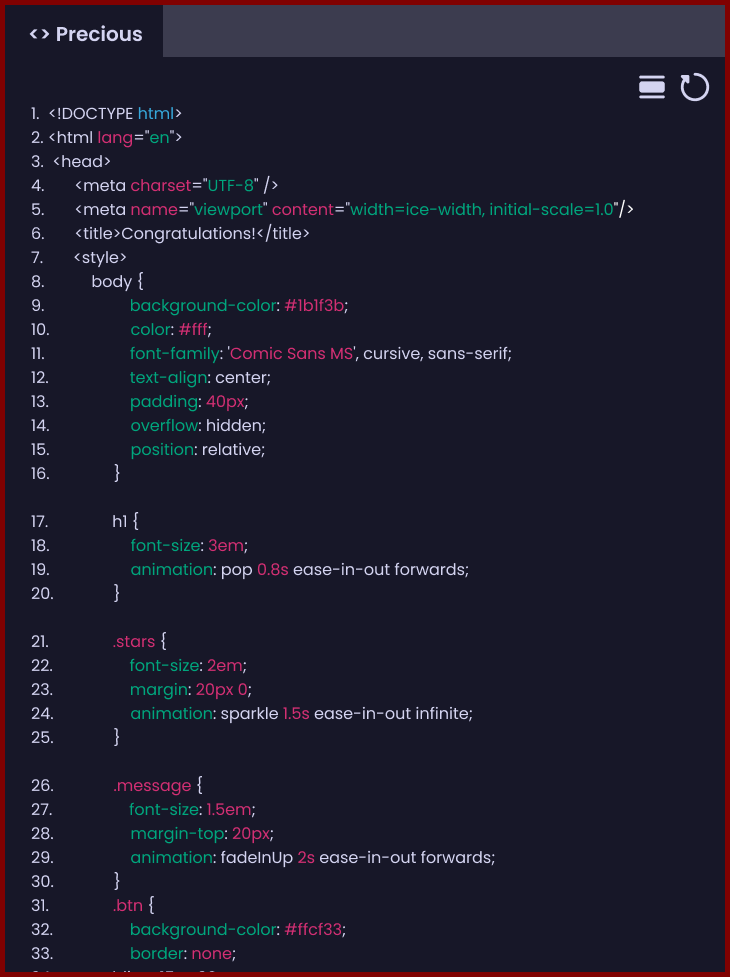 <> Precious
1. <!DOCTYPE html>
2. <html lang="en">
3. <head>
4. <meta charset="UTF-8" />
5. <meta name="viewport" content="width=ice-width, initial-scale=1.0"/>
6. <title>Congratulations!</title>
7. <style>
8. body {
9. background-color: #1b1f3b;
10. color: #fff;
11. font-family: 'Comic Sans MS', cursive, sans-serif;
12. text-align: center;
13. padding: 40px;
14. overflow: hidden;
15. position: relative;
16. }
17. h1 {
18. font-size: 3em;
19. animation: pop 0.8s ease-in-out forwards;
20. }
21. .stars {
22. font-size: 2em;
23. margin: 20px 0;
24. animation: sparkle 1.5s ease-in-out infinite;
25. }
26. .message {
27. font-size: 1.5em;
28. margin-top: 20px;
29. animation: fadeInUp 2s ease-in-out forwards;
30. }
31. .btn {
32. background-color: #ffcf33;
33. border: none;